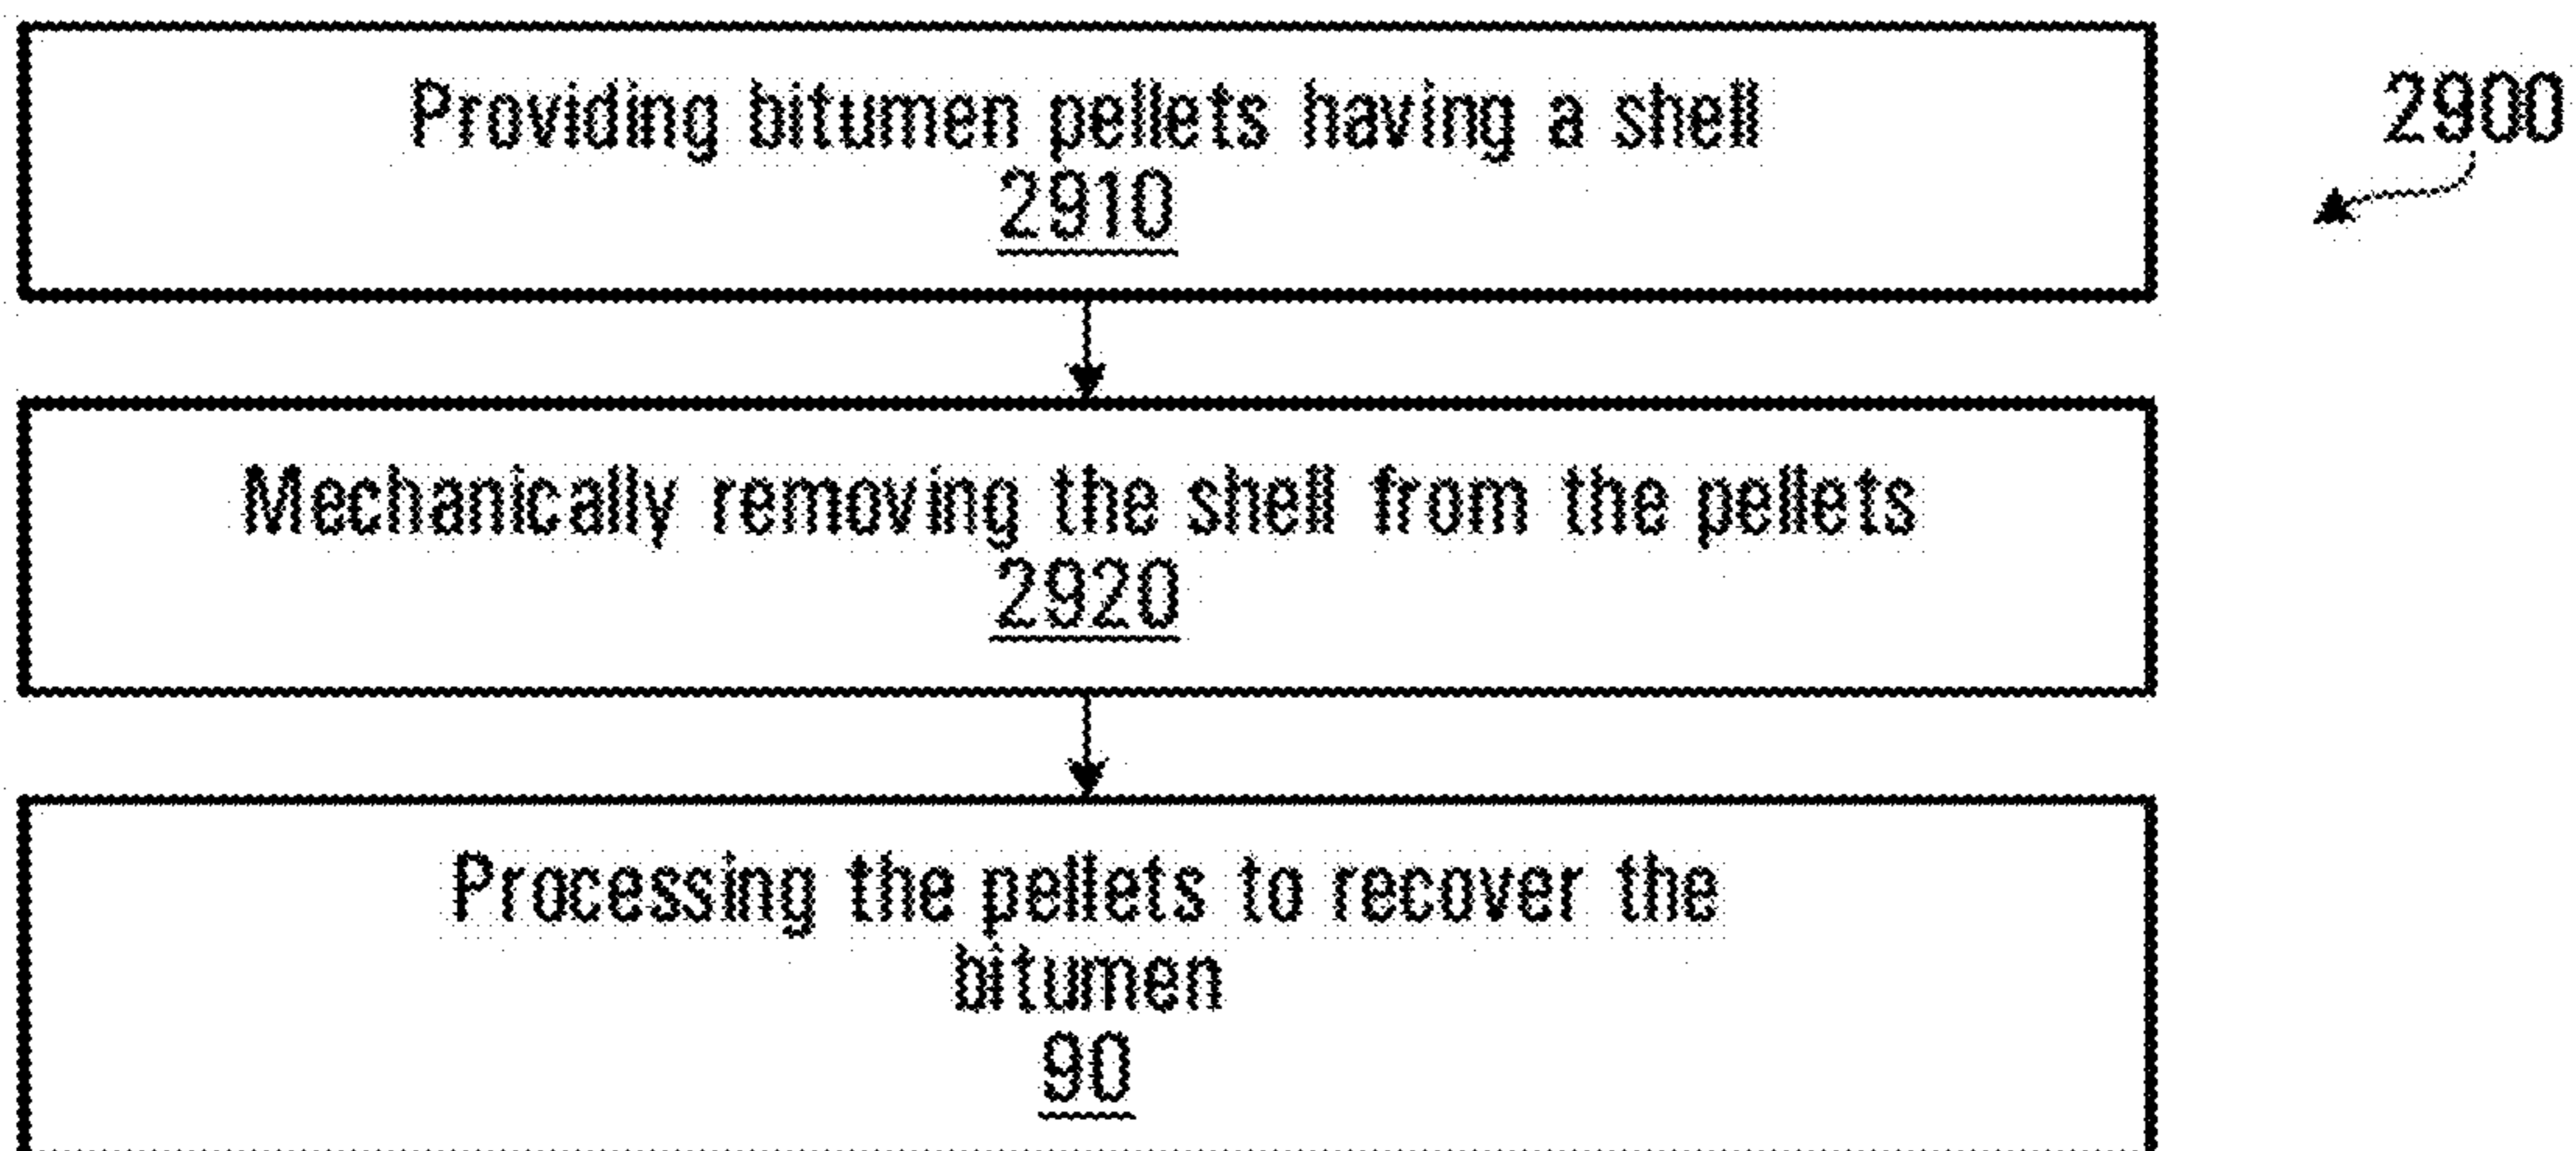 Providing bitumen pellets having a shell
2910
2900
Mechanically removing the shell from the pellets
2920
Processing the pellets to recover the
bitumen
90